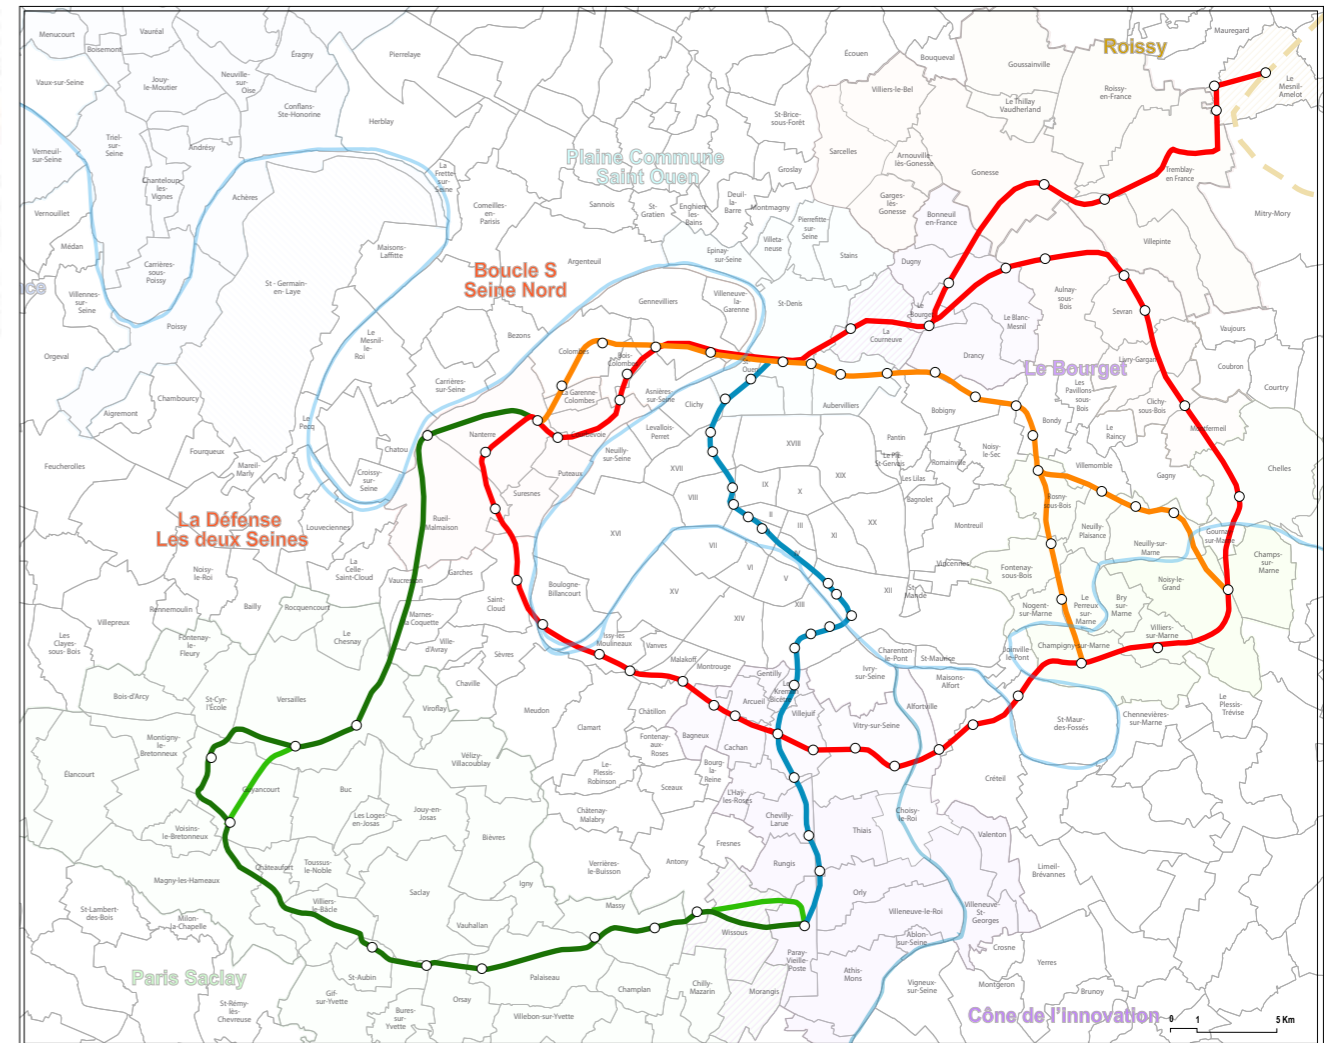 Menucourt
Vauréal
Boisemont
Éragny
Pierrelaye
Vaux-sur-Seine
Jouy-
le-Moutier
Neuville-
sur-
Oise
Conflans-
Ste-Honorine
Herblay
Écouen
Bouqueval
Goussainville
Roissy
Mauregard
Le
Mesnil-
Amelot
Villiers-le-Bel
Le Thillay
Vaudherland
Roissy-
en-France
St-Brice-
sous-Forêt
Verneuil-
sur-Seine
Triel-
sur-
Seine
Andrésy
Chanteloup-
les-
Vignes
Achères
La
Frette-
sur-
Seine
Plaine Commune
Saint Ouen
Groslay
Sarcelles
Arnouville-
lès-Gonesse
Gonesse
Tremblay-
en France
Mitry-Mory
Vernouillet
Médan
Carrières-
sous-
Poissy
Maisons-
Laffitte
Cormeilles-
en-
Parisis
Sannois
St-
Gratien
Enghien-
les-
Bains
Deuil-
la-
Barre
Montmagny
Villeta-
neuse
Pierrefitte-
sur-
Seine
Stains
Garges-
lès-
Gonesse
Bonneuil-
en-France
Dugny
Villepinte
Epinay-
sur-Seine
Argenteuil
Boucle S
Seine Nord
ce
Villennes-
sur-
Seine
Poissy
St - Germain-
en- Laye
Orgeval
Le
Mesnil-
le-
Roi
Bezons
Gennevilliers
Villeneuve-
la-
Garenne
St-Denis
La
Courneuve
Le
Bourget
Le Blanc-
Mesnil
Drancy
Aulnay-
sous-
Bois
Sevran
Vaujours
Livry-Gargan
Coubron
Courtry
Le Bourget
Colombes
Bois-
Colombes
La Garenne-
Colombes
Asnières-
sur-Seine
Courbevoie
Ouen
Clichy
Levallois-
Perret
Aubervilliers
Bobigny
Les
Pavillons-
sous-
Bois
Clichy-
sous-Bois
Montfermeil
Bondy
Le
Raincy
Chelles
Carrières-
sur-Seine
Aigremont
Chambourcy
Le
Pecq
Fourqueux
Mareil-
Marly
Feucherolles
Chatou
Croissy-
sur-
Seine
Nanterre
Puteaux
Suresnes
Neuilly-
sur-Seine
XVII
XVIII
XIX
Pantin
Le Pré-
St-Gervais
Les Lilas
Romainville
Noisy-
le-Sec
Bagnolet
Villemomble
Gagny
Rosny-
sous-Bois
Neuilly-
Plaisance
Neuilly-sur-
Marne
Gournay-
sur-Marne
Champs-
sur-
Marne
VIII
IX
X
II
III
XI
XX
Montreuil
La Défense
Les deux Seines
Louveciennes
Rueil-
Malmaison
XVI
VII
VI
V
IV
XII
XIII
XIV
XV
Vincennes
St-
Mandé
Fontenay-
sous-Bois
Nogent-
sur-Marne
Le
Perreux-
sur-
Marne
Bry-
sur-
Marne
Noisy-le-
Grand
Villiers-
sur-Marne
Champigny-sur-Marne
Joinville-
le-Pont
Noisy-
le-Roi
La
Celle-
Saint-Cloud
Vaucresson
Garches
Saint-
Cloud
Boulogne-
Billancourt
Rennemoulin
Bailly
Rocquencourt
Marnes-
la-Coquette
Ville-
d'Avray
Sèvres
Villepreux
Les
Clayes-
sous- Bois
Fontenay-
le-
Fleury
Le
Chesnay
Issy-les
Moulineaux
Vanves
Malakoff
Montrouge
Gentilly
Le
Krem
Bicêtre
Ivry-
sur-Seine
Charenton-
le-Pont
St-Maurice
Maisons-
Alfort
Alfortville
St-Maur-
des-Fossés
Chennevières-
sur-Marne
Le
Plessis-
Trévise
Bois-d'Arcy
St-Cyr-
l'École
Versailles
Viroflay
Chaville
Meudon
Clamart
Châtillon
Bagneux
Arcueil
Cachan
Villejuif
Vitry-sur-Seine
Créteil
Montigny-
le-
Bretonneux
Élancourt
Vélizy-
Villacoublay
Fontenay-
aux-
Roses
Le-
Plessis-
Robinson
Sceaux
Bourg-
la-
Reine
L'Haÿ-
les-Roses
Chevilly-
Larue
Choisy-
le-Roi
Thiais
Valenton
Guyancourt
Buc
Les Loges-
en-Josas
Jouy-en-
Josas
Bièvres
Châtenay-
Malabry
Voisins-
le-Bretonneux
Châteaufort
Toussus-
le-Noble
Magny-les-Hameaux
Villiers-
le-Bâcle
Saclay
Igny
Verrières-
le-Buisson
Antony
Fresnes
Rungis
Orly
Limeil-
Brévannes
Villeneuve-le-Roi
Villeneuve-
St-
Georges
St-Lambert-
des-Bois
Milon-
la-Chapelle
Vauhallan
Massy
Wissous
Paray-
Vieille-
Poste
Ablon-
sur-Seine
Athis-
Mons
Crosne
Yerres
Montgeron
Brunoy
Vigneux-
sur-Seine
Paris Saclay
St-Rémy-
lès-
Chevreuse
St-Aubin
Gif-
sur-Yvette
Bures-
sur-
Yvette
Orsay
Palaiseau
Villebon-sur-Yvette
Champlan
Chilly-
Mazarin
Morangis
Cône de l'innovation
0 1 5 Km